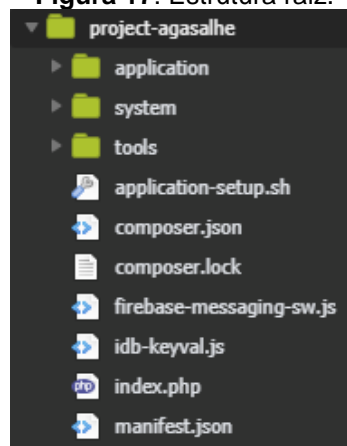 Figura 17. Estrutura raiz.
project-agasalhe
application
system
tools
application-setup.sh
composer.json
composer.lock
firebase-messaging-sw.js
idb-keyval.js
index.php
manifest.json